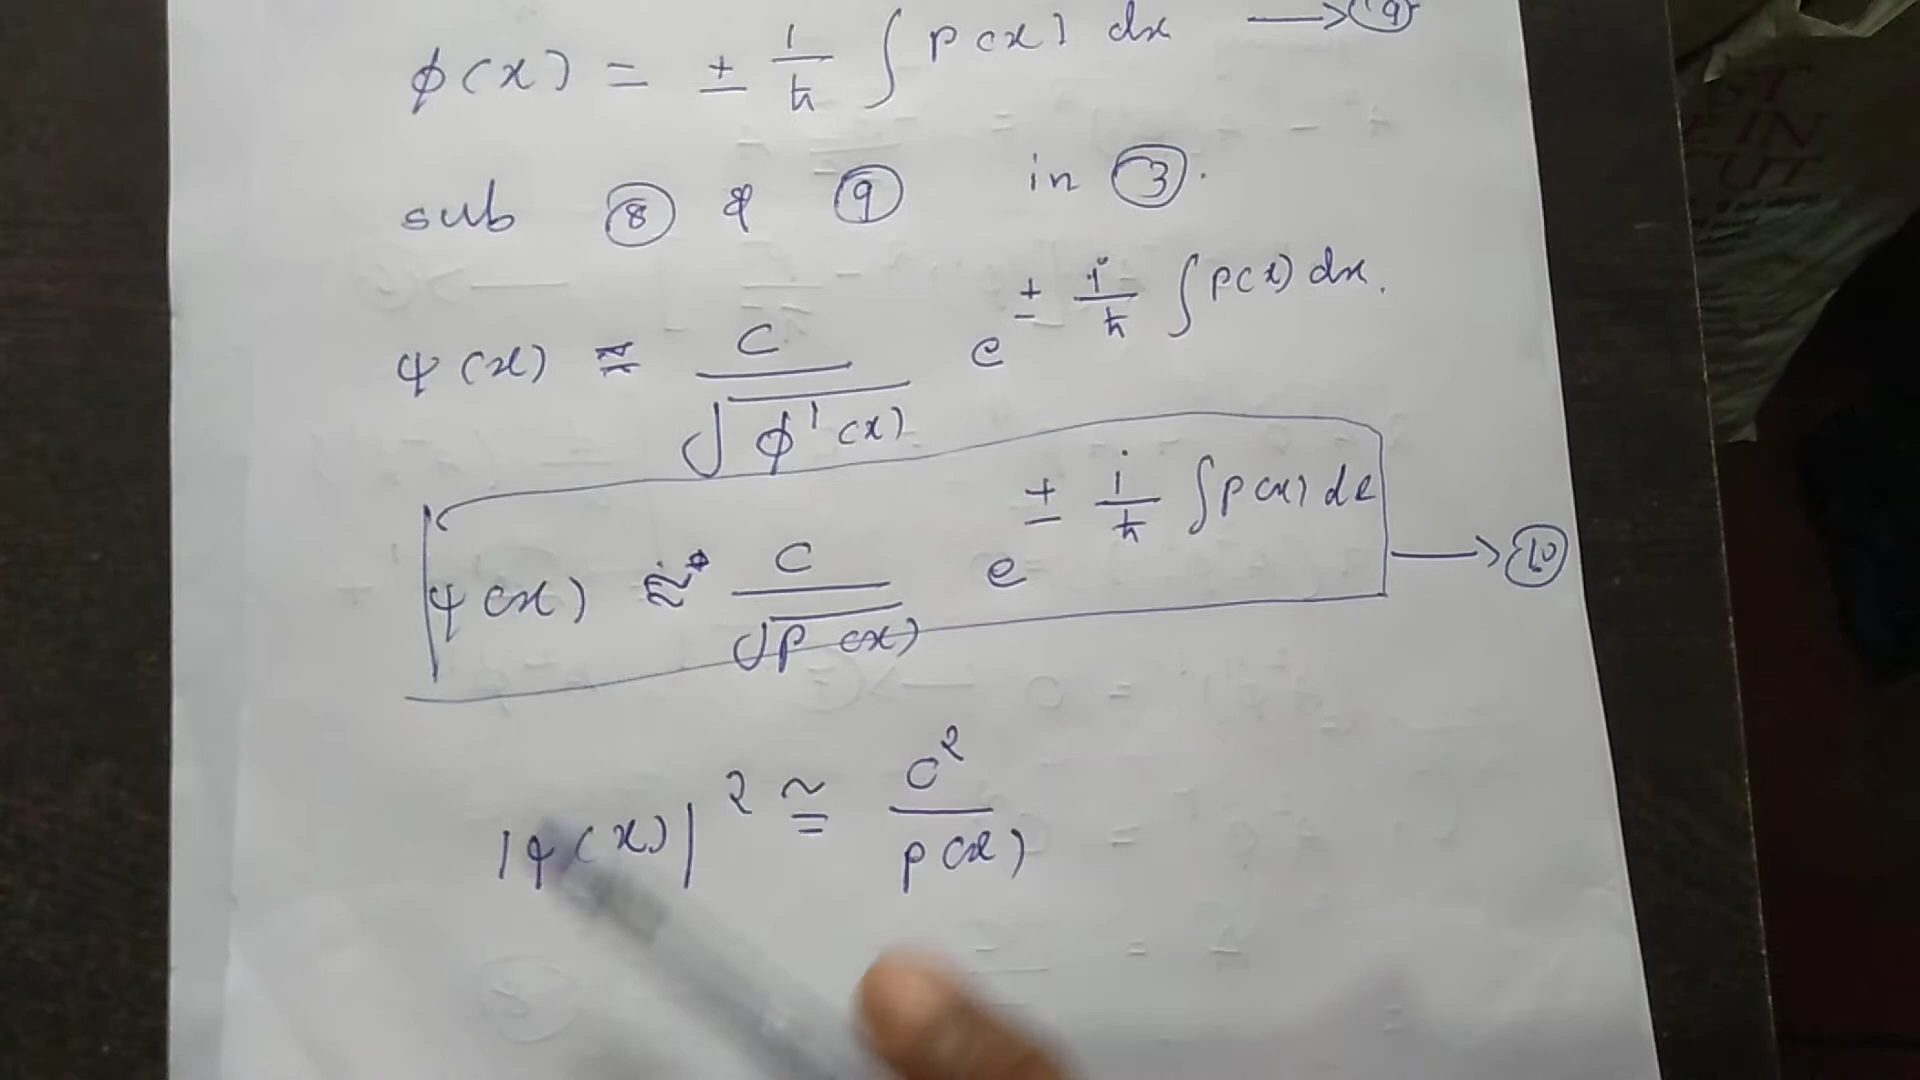 φ(x) = ± 1/ħ ∫ p(x) dx → (9)
sub (8) & (9) in (3).
ψ(x) ≅ C/√φ'(x) e^{± i/ħ ∫ p(x) dx}.
ψ(x) ≈ C/√p(x) e^{± i/ħ ∫ p(x) dx} → (10)
|ψ(x)|² ≅ C²/p(x)